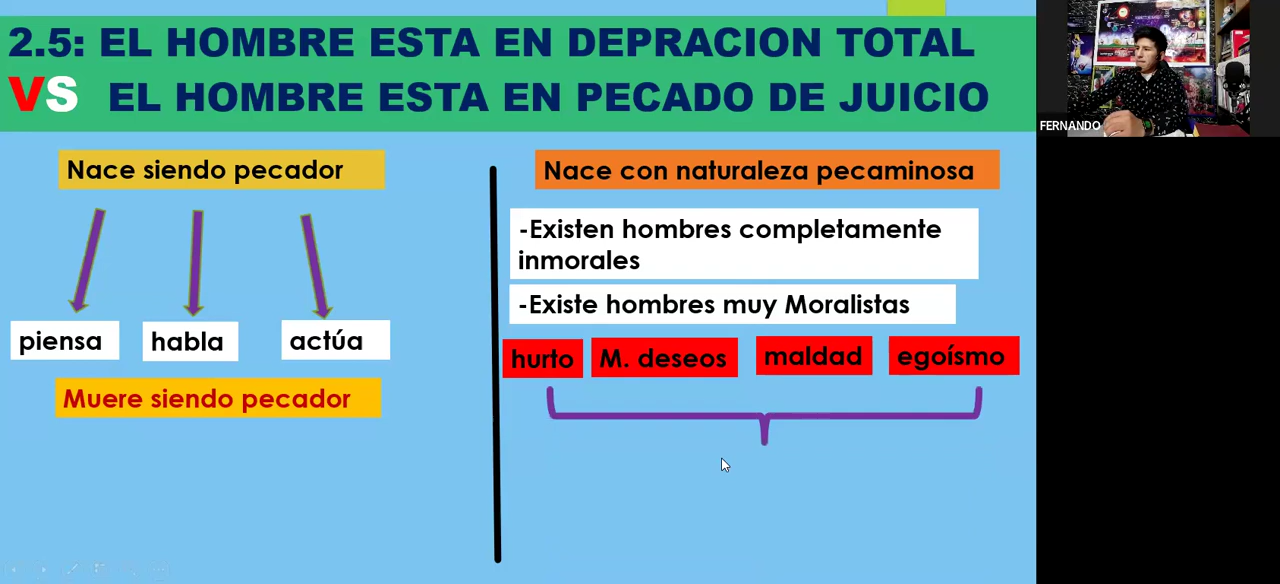 2.5: EL HOMBRE ESTA EN DEPRACION TOTAL
VS EL HOMBRE ESTA EN PECADO DE JUICIO
Nace siendo pecador
piensa
habla
actúa
Muere siendo pecador
Nace con naturaleza pecaminosa
-Existen hombres completamente
inmorales
-Existe hombres muy Moralistas
hurto
M. deseos
maldad
egoísmo
FERNANDO